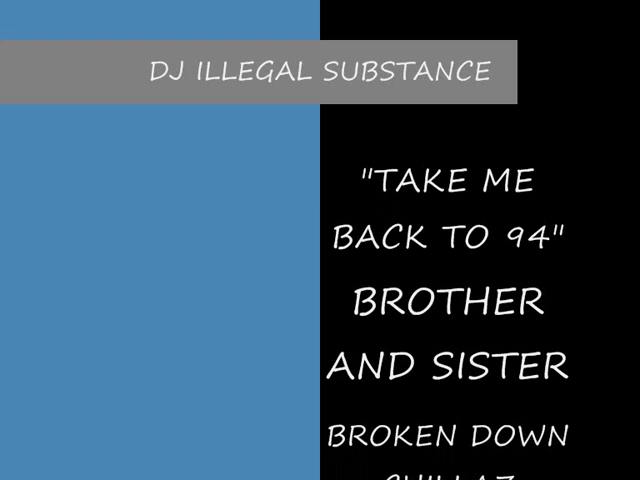 DJ ILLEGAL SUBSTANCE
"TAKE ME
BACK TO 94"
BROTHER
AND SISTER
BROKEN DOWN